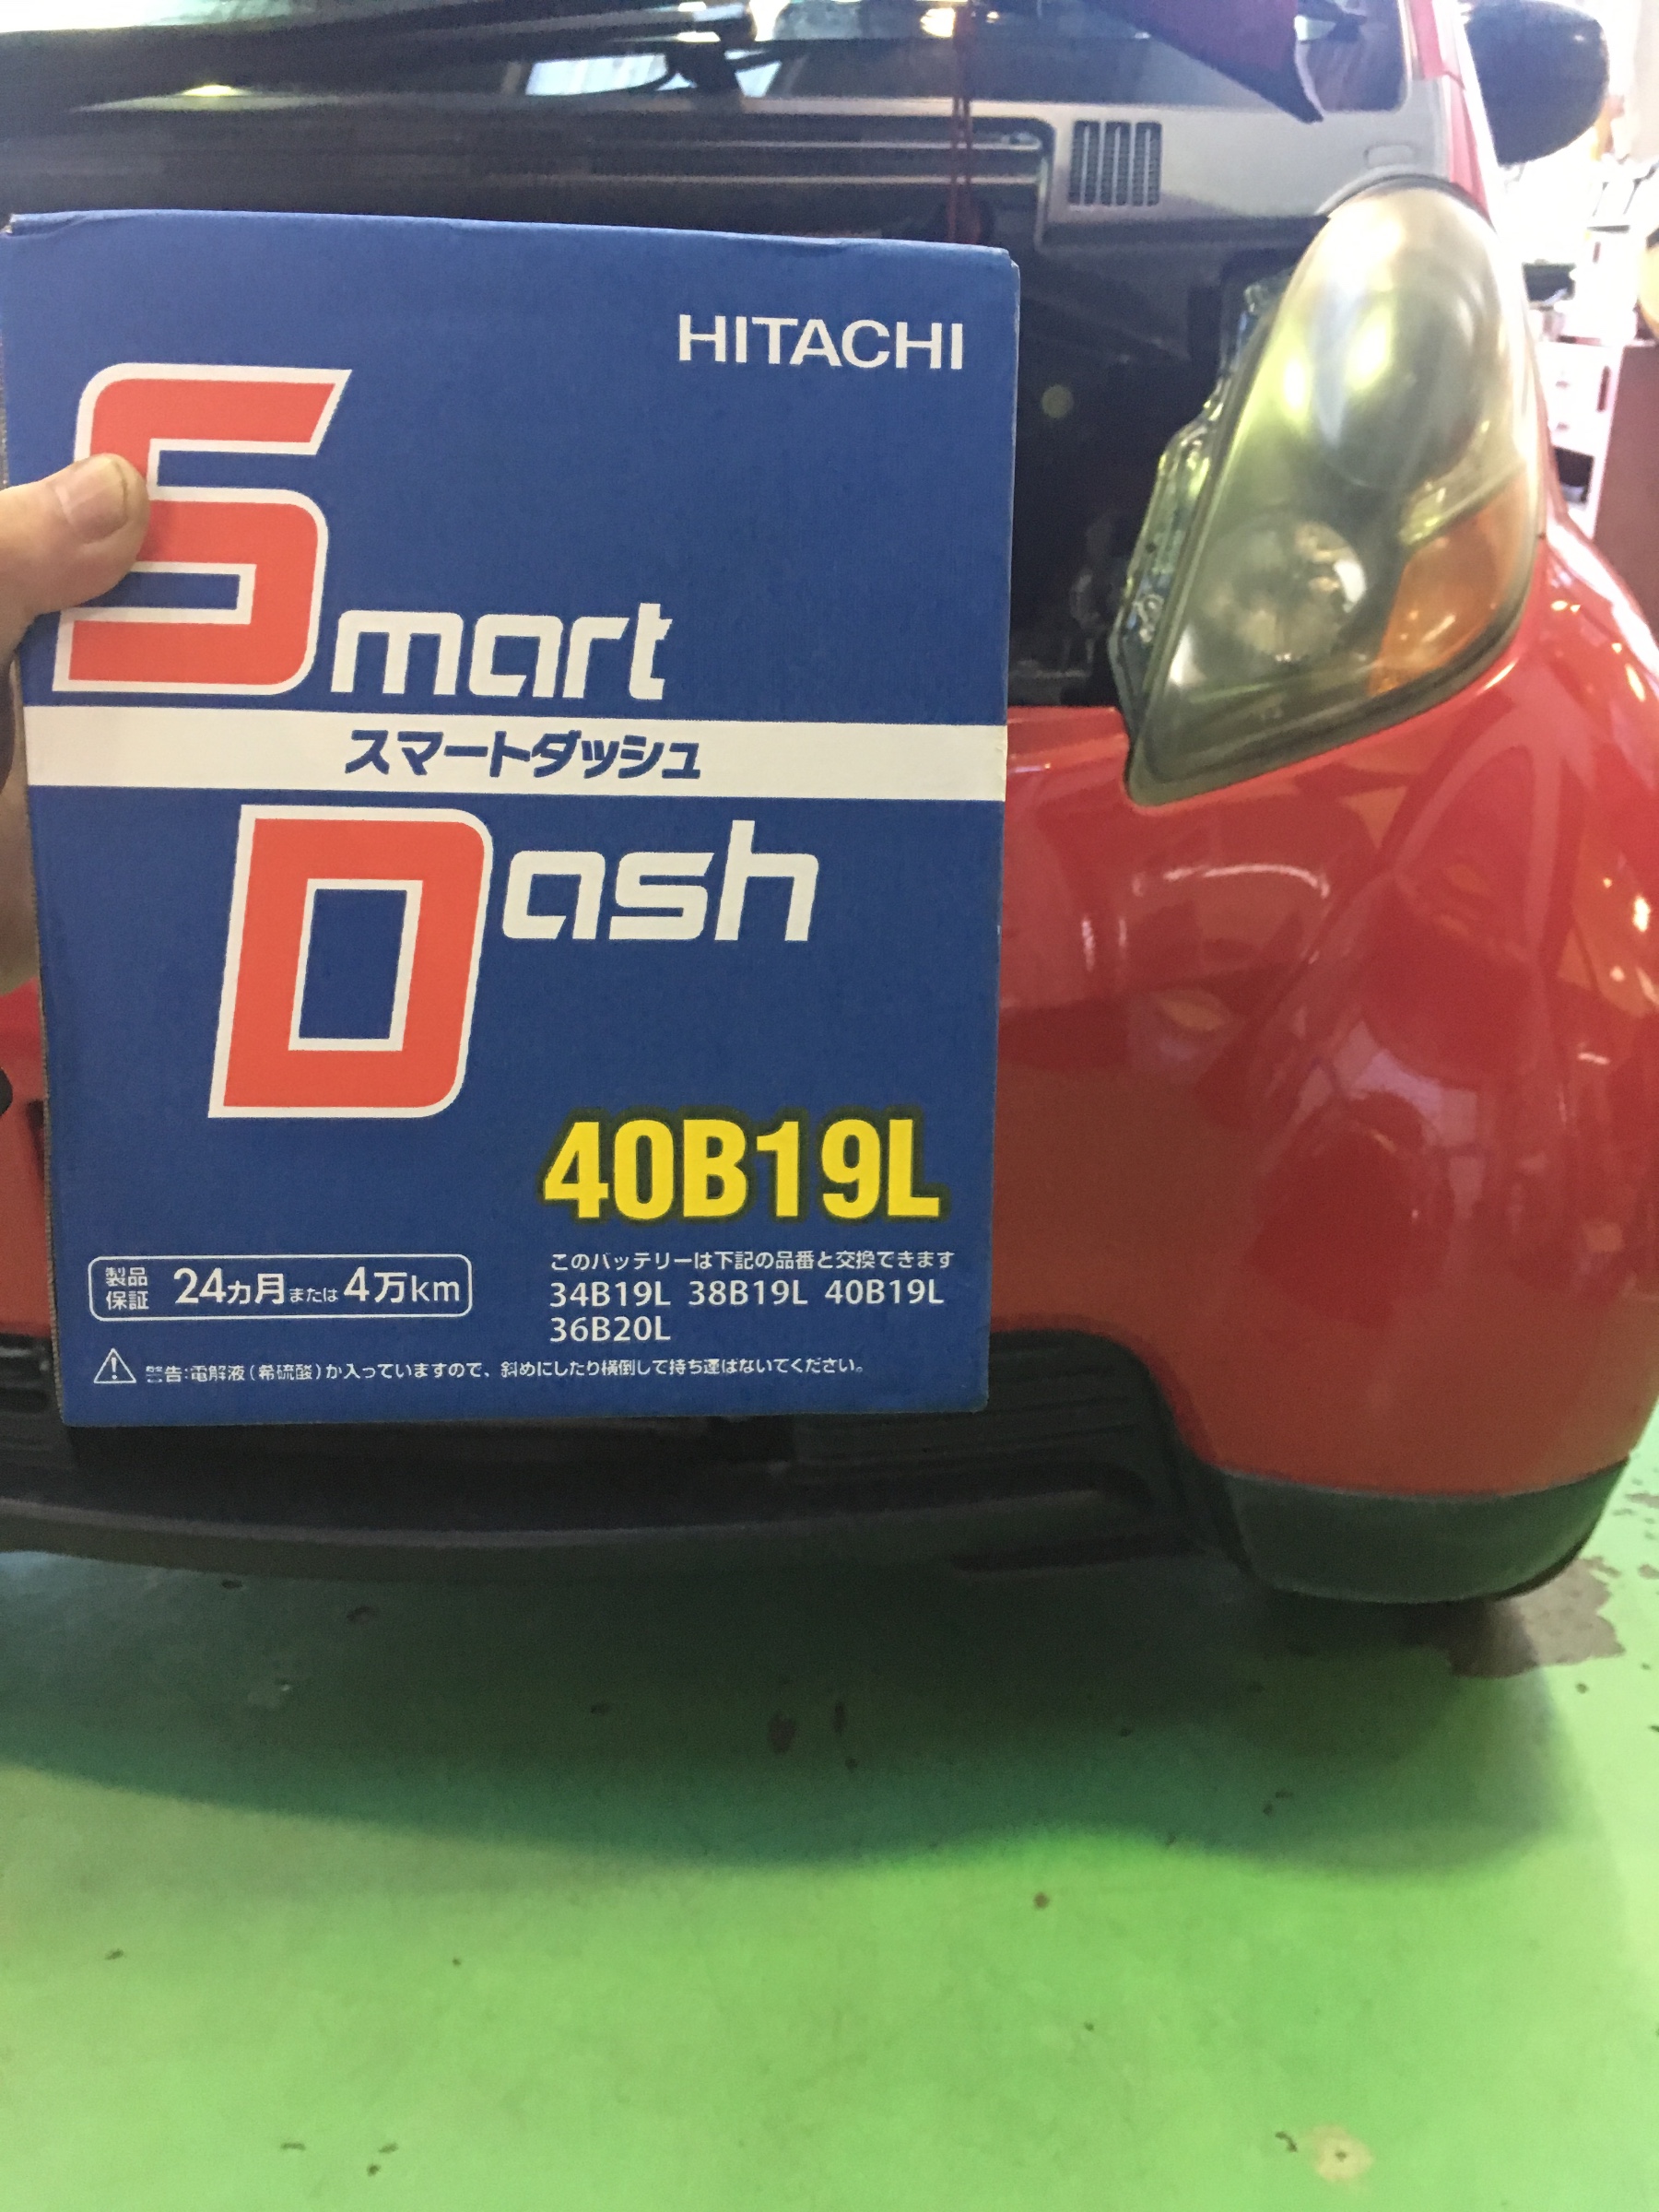 HITACHI
Smart
スマートダッシュ
Dash
40B19L
製品保証 24ヵ月または4万km
このバッテリーは下記の品番と交換できます
34B19L 38B19L 40B19L
36B20L
警告:電解液(希硫酸)が入っていますので、斜めにしたり横倒して持ち運ばないでください。